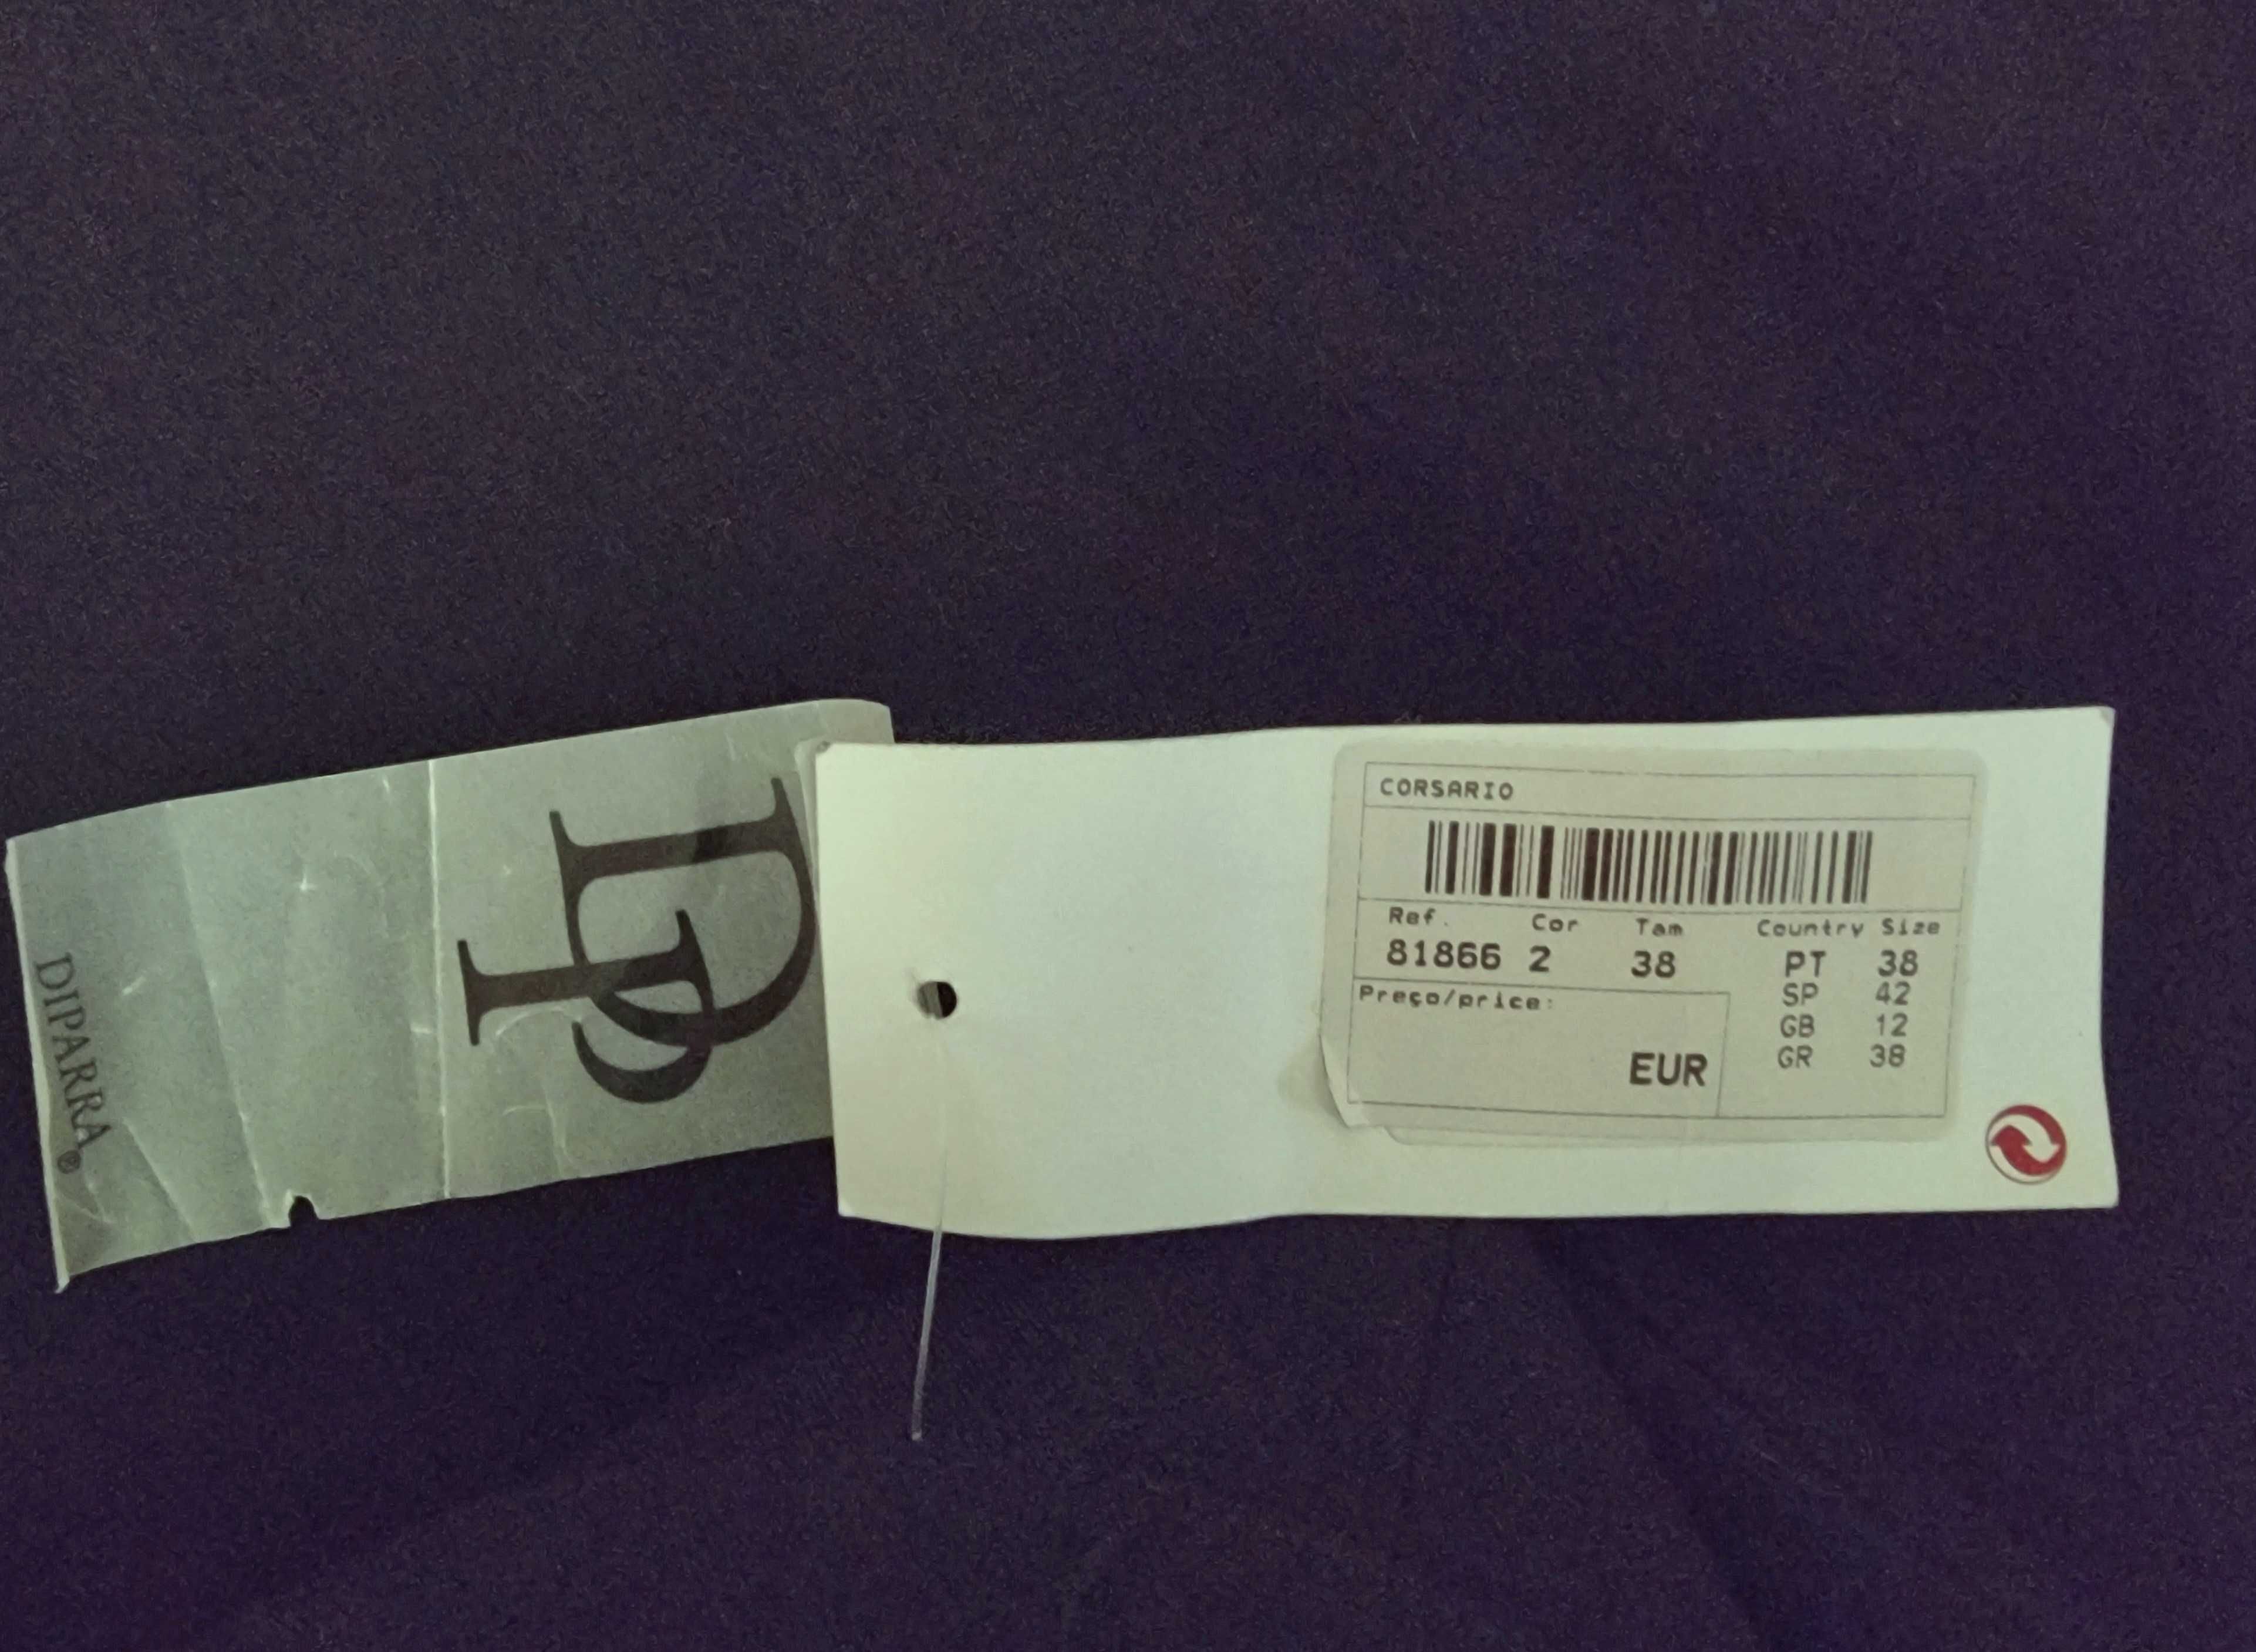 DP
DIPARRA®
CORSARIO
Ref. Cor Tam Country Size
81866 2 38 PT 38
SP 42
GB 12
GR 38
Preço/price:
EUR